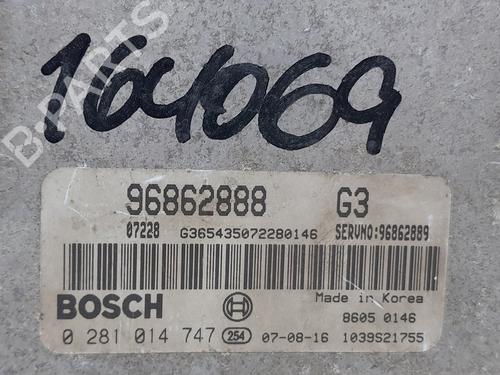 164069
B-PARTS
96862888 G3
07228 G365435072280146 SERVNO:96862889
BOSCH Made in Korea
8605 0146
0 281 014 747 254 07-08-16 1039S21755